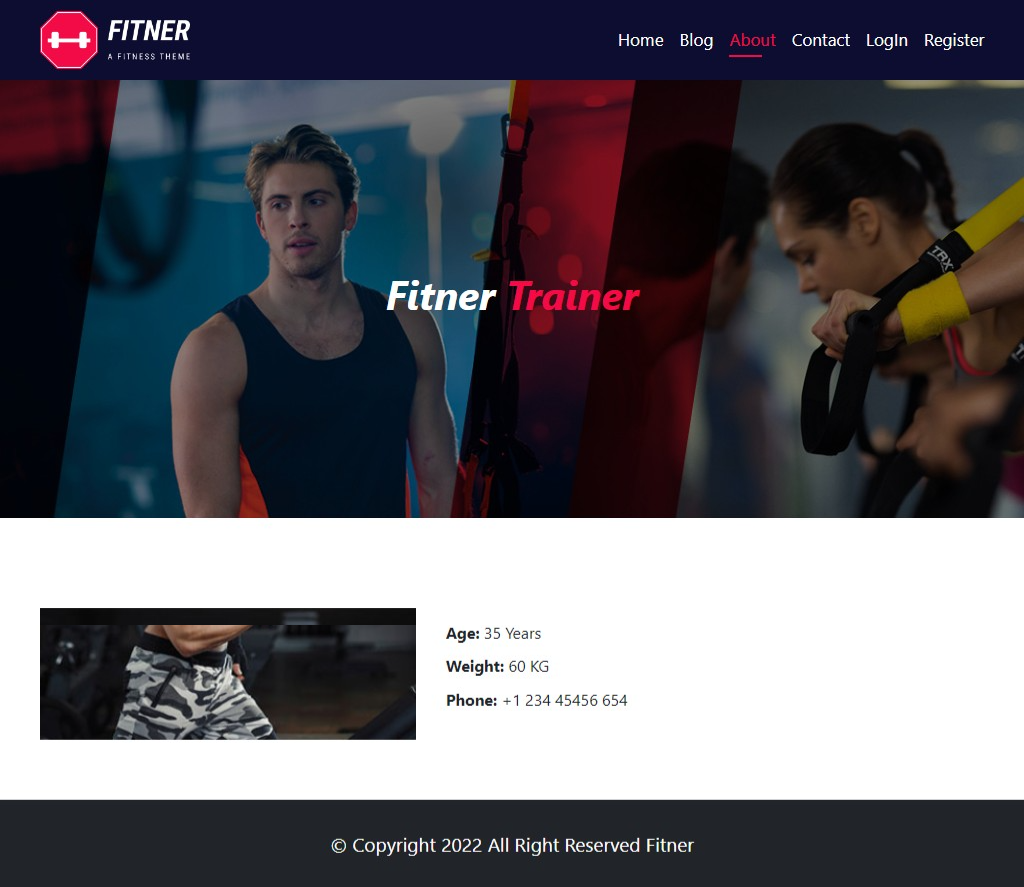 FITNER
A FITNESS THEME
Home Blog About Contact LogIn Register
Fitner Trainer
TRX
Age: 35 Years
Weight: 60 KG
Phone: +1 234 45456 654
© Copyright 2022 All Right Reserved Fitner